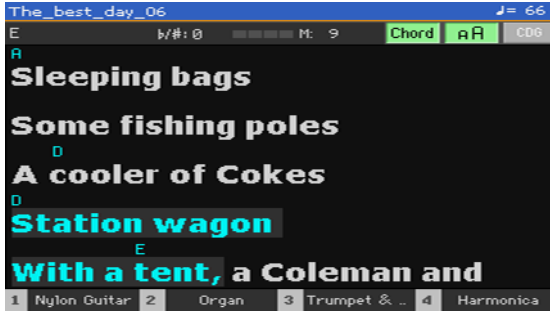 The_best_day_06 ♩= 66
E b/#: 0 M: 9 Chord aA CDG
A
Sleeping bags
Some fishing poles
D
A cooler of Cokes
D
Station wagon
E
With a tent, a Coleman and
1 Nylon Guitar 2 Organ 3 Trumpet & .. 4 Harmonica